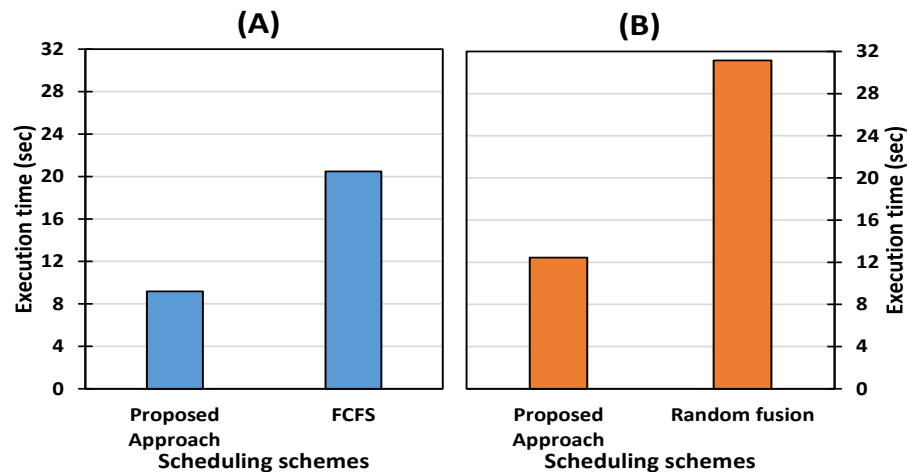 (A)
Execution time (sec)
32
28
24
20
16
12
8
4
0
Proposed
Approach
FCFS
Scheduling schemes
(B)
32
28
24
20
16
12
8
4
0
Execution time (sec)
Proposed
Approach
Random fusion
Scheduling schemes